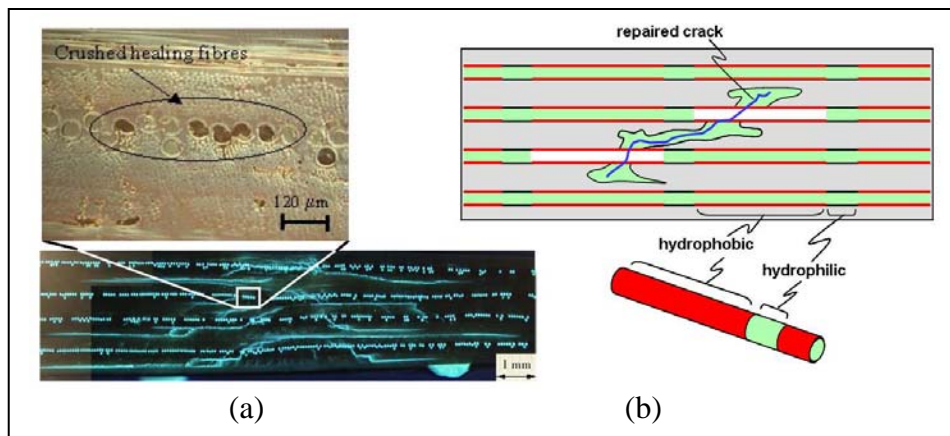 Crushed healing fibres
120 μm
1 mm
(a)
repaired crack
hydrophobic
hydrophilic
(b)